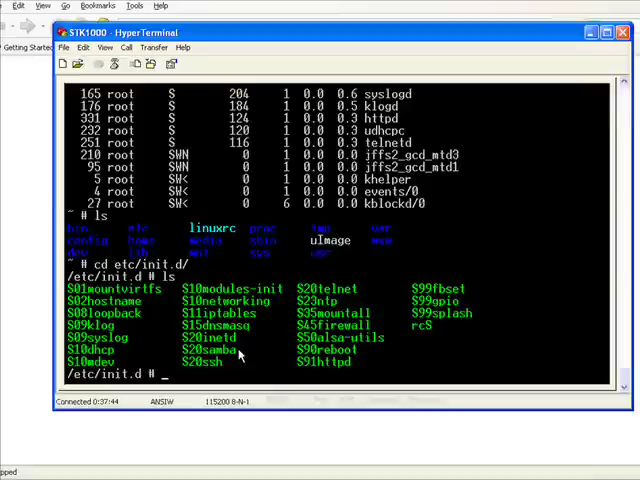 Edit View Go Bookmarks Tools Help
Getting Started
STK1000 - HyperTerminal
File Edit View Call Transfer Help
165 root S 204 1 0.0 0.6 syslogd
176 root S 184 1 0.0 0.5 klogd
331 root S 124 1 0.0 0.3 httpd
232 root S 120 1 0.0 0.3 udhcpc
251 root S 116 1 0.0 0.3 telnetd
210 root SWN 0 1 0.0 0.0 jffs2_gcd_mtd3
95 root SWN 0 1 0.0 0.0 jffs2_gcd_mtd1
5 root SW< 0 1 0.0 0.0 khelper
4 root SW< 0 1 0.0 0.0 events/0
27 root SW< 0 6 0.0 0.0 kblockd/0
~ # ls
bin etc linuxrc proc tmp var
config home media sbin uImage www
dev lib mnt sys usr
~ # cd etc/init.d/
/etc/init.d # ls
S01mountvirtfs S10modules-init S20telnet S99fbset
S02hostname S10networking S23ntp S99gpio
S08loopback S11iptables S35mountall S99splash
S09klog S15dnsmasq S45firewall rcS
S09syslog S20inetd S50alsa-utils
S10dhcp S20samba S90reboot
S10mdev S20ssh S91httpd
/etc/init.d # _
Connected 0:37:44 ANSIW 115200 8-N-1
pped